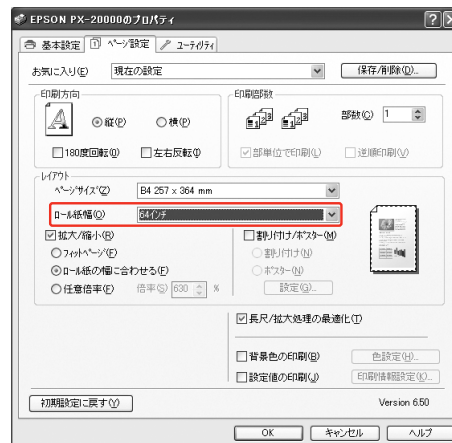 EPSON PX-20000のプロパティ
基本設定 ページ設定 ユーティリティ
お気に入り(E) 現在の設定 保存/削除(D)...
印刷方向
縦(P) 横(P)
180度回転(0) 左右反転(I)
印刷部数
部数(C) 1
部単位で印刷(L) 逆順印刷(V)
レイアウト
ページサイズ(Z) B4 257 x 364 mm
ロール紙幅(O) 64インチ
拡大/縮小(R)
フィットページ(F)
ロール紙の幅に合わせる(F)
任意倍率(F) 倍率(S) 630 %
割り付け/ポスター(M)
割り付け(N)
ポスター(N)
設定(G)...
長尺/拡大処理の最適化(T)
背景色の印刷(B) 色設定(H)...
設定値の印刷(J) 印刷情報設定(K)...
初期設定に戻す(Y) Version 6.50
OK キャンセル ヘルプ